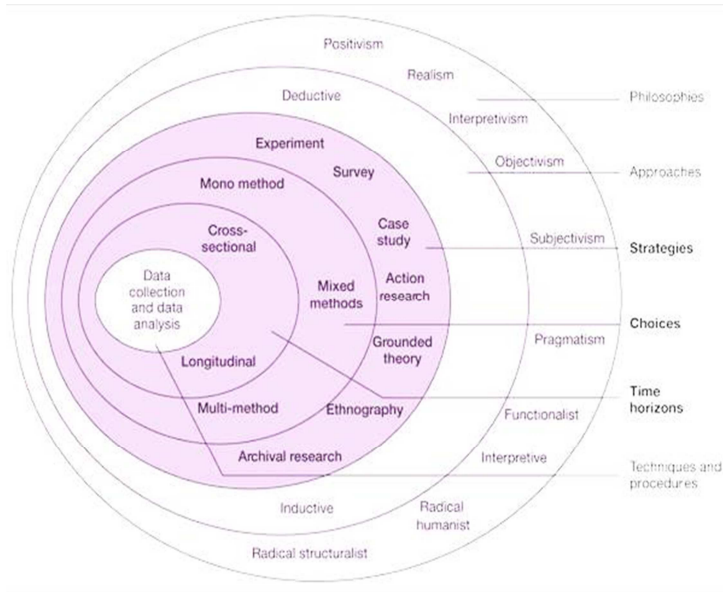 Positivism
Realism
Deductive
Philosophies
Interpretivism
Experiment
Objectivism
Survey
Approaches
Mono method
Case
study
Cross-
sectional
Subjectivism
Strategies
Data
collection
and data
analysis
Mixed
methods
Action
research
Choices
Pragmatism
Grounded
theory
Longitudinal
Time
horizons
Multi-method
Ethnography
Functionalist
Archival research
Interpretive
Techniques and
procedures
Inductive
Radical
humanist
Radical structuralist